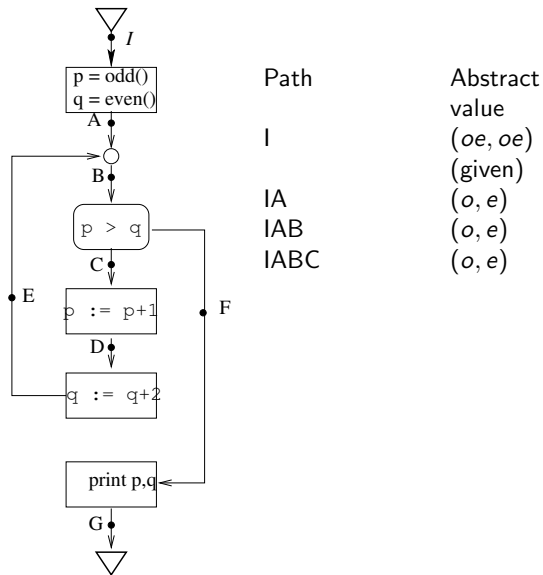 I
p = odd()
q = even()
A
B
p > q
C
E
F
p := p+1
D
q := q+2
print p,q
G
Path Abstract value
I (oe, oe) (given)
IA (o, e)
IAB (o, e)
IABC (o, e)